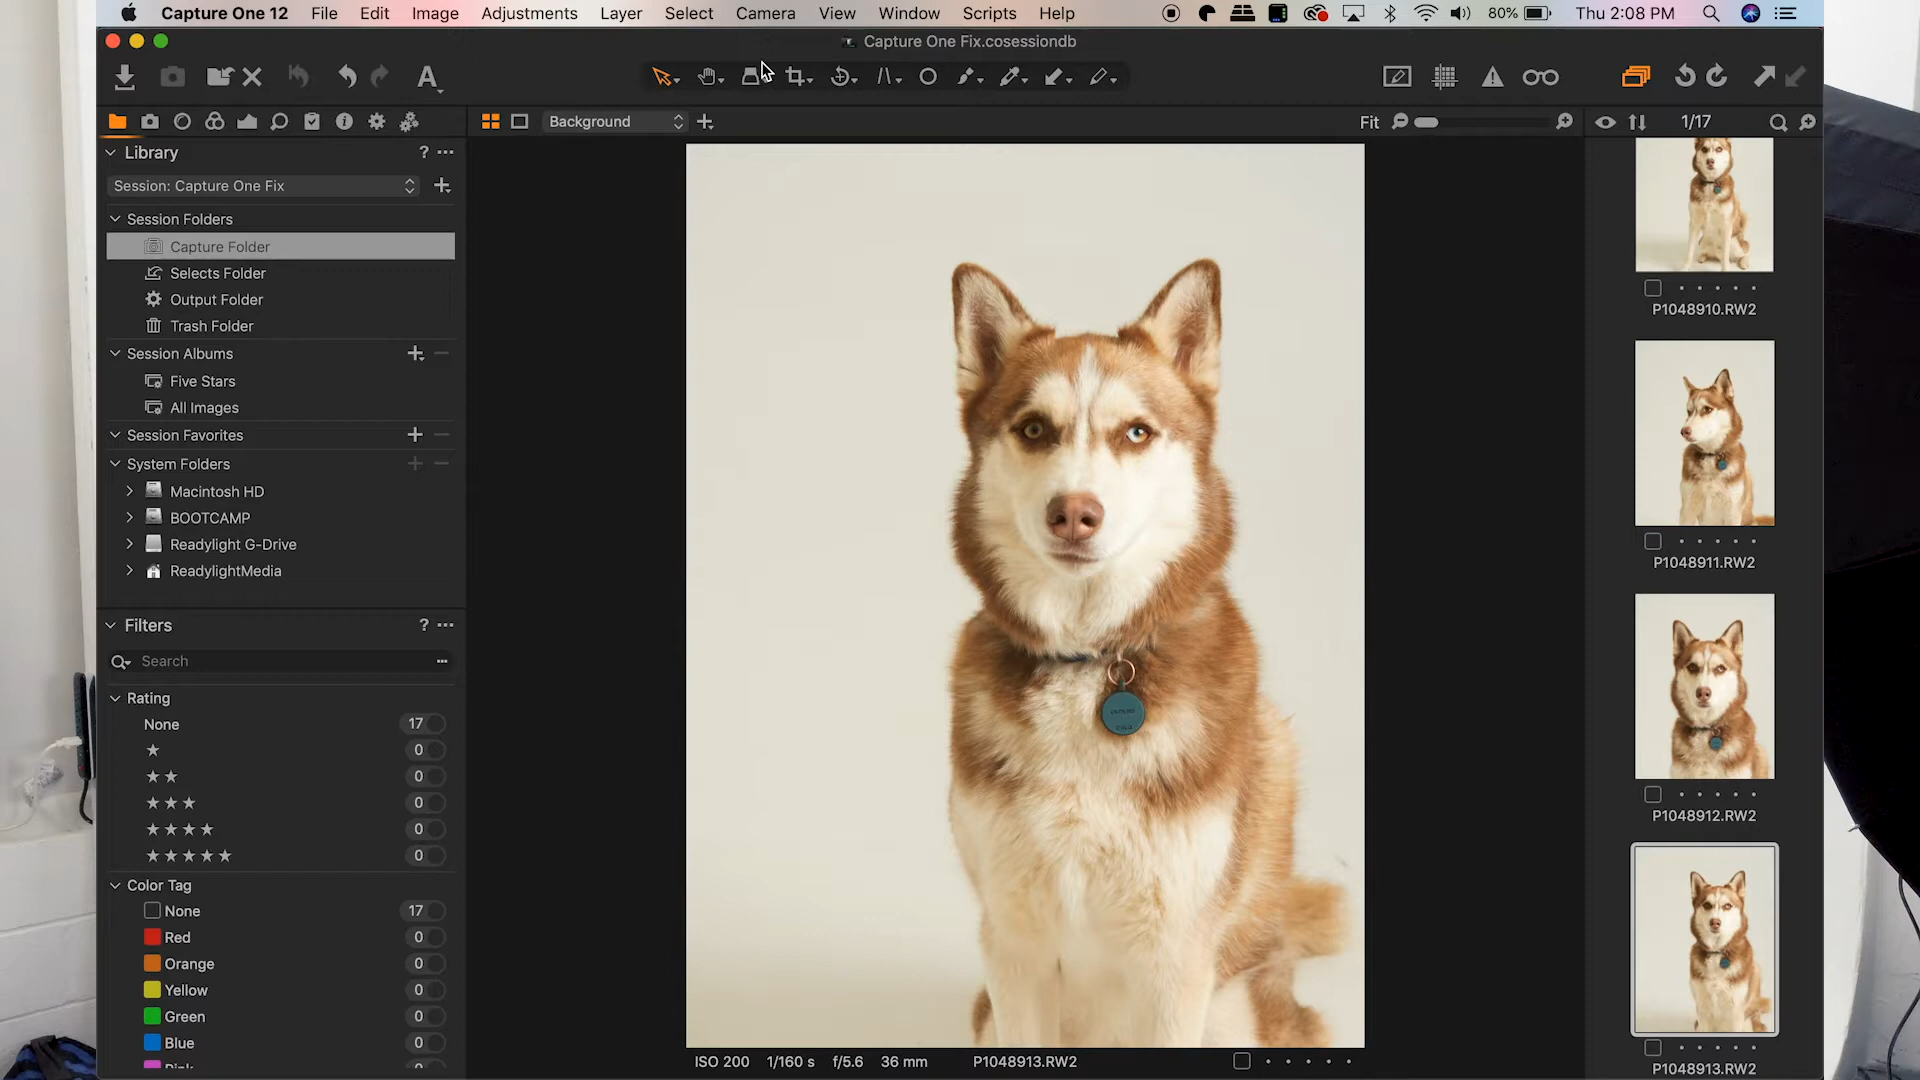 Capture One 12 File Edit Image Adjustments Layer Select Camera View Window Scripts Help 80% Thu 2:08 PM
Capture One Fix.cosessiondb
A
Background Fit 1/17
Library ? ...
Session: Capture One Fix
Session Folders
Capture Folder
Selects Folder
Output Folder
Trash Folder
Session Albums
Five Stars
All Images
Session Favorites
System Folders
Macintosh HD
BOOTCAMP
Readylight G-Drive
ReadylightMedia
Filters ? ...
Search
Rating
None 17
0
0
0
0
0
Color Tag
None 17
Red 0
Orange 0
Yellow 0
Green 0
Blue 0
ISO 200 1/160 s f/5.6 36 mm P1048913.RW2
P1048910.RW2
P1048911.RW2
P1048912.RW2
P1048913.RW2